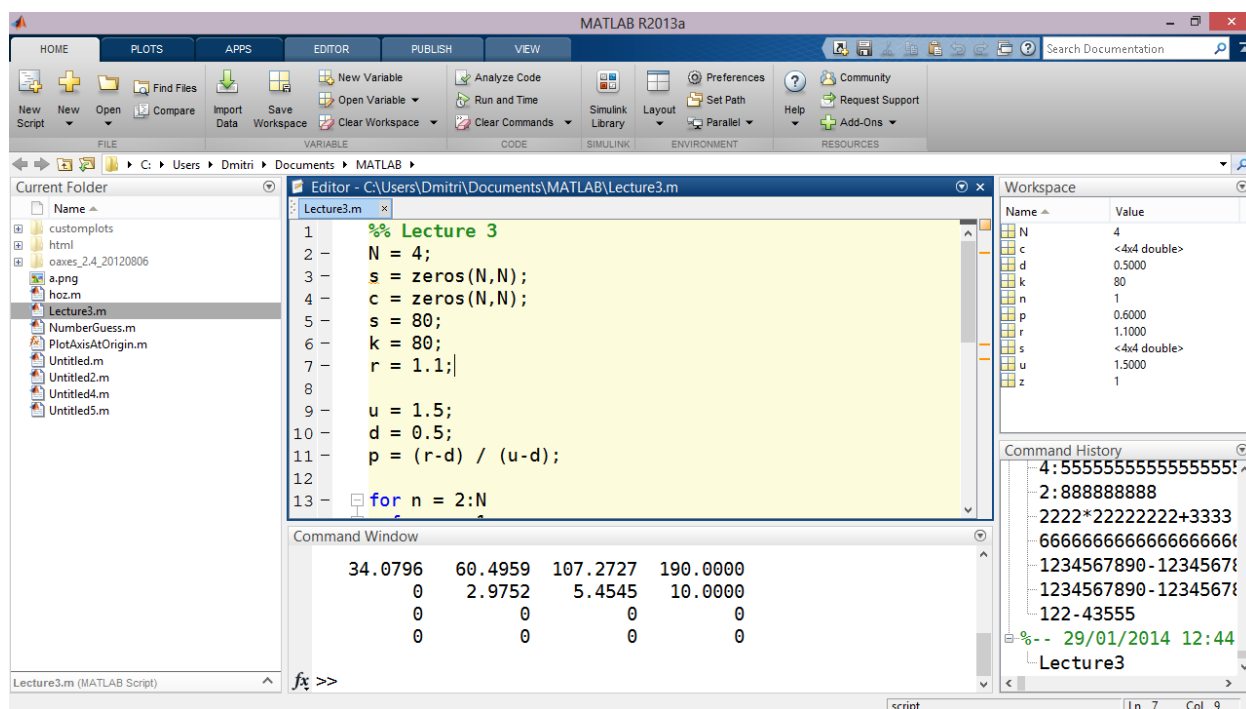 MATLAB R2013a
HOME PLOTS APPS EDITOR PUBLISH VIEW
Search Documentation
New Script
New
Open
Find Files
Compare
Import Data
Save Workspace
New Variable
Open Variable
Clear Workspace
Analyze Code
Run and Time
Clear Commands
Simulink Library
Layout
Preferences
Set Path
Parallel
Help
Community
Request Support
Add-Ons
FILE VARIABLE CODE SIMULINK ENVIRONMENT RESOURCES
C: Users Dmitri Documents MATLAB
Current Folder
Name
customplots
html
oaxes_2.4_20120806
a.png
hoz.m
Lecture3.m
NumberGuess.m
PlotAxisAtOrigin.m
Untitled.m
Untitled2.m
Untitled4.m
Untitled5.m
Lecture3.m (MATLAB Script)
Editor - C:\Users\Dmitri\Documents\MATLAB\Lecture3.m
Lecture3.m
1 %% Lecture 3
2 – N = 4;
3 – s = zeros(N,N);
4 – c = zeros(N,N);
5 – s = 80;
6 – k = 80;
7 – r = 1.1;
8
9 – u = 1.5;
10 – d = 0.5;
11 – p = (r-d) / (u-d);
12
13 – for n = 2:N
Command Window
34.0796 60.4959 107.2727 190.0000
0 2.9752 5.4545 10.0000
0 0 0 0
0 0 0 0
fx >>
Workspace
Name Value
N 4
c <4x4 double>
d 0.5000
k 80
n 1
p 0.6000
r 1.1000
s <4x4 double>
u 1.5000
z 1
Command History
2:888888888
2222*22222222+3333
122-43555
%-- 29/01/2014 12:44
Lecture3
script
Ln 7 Col 9